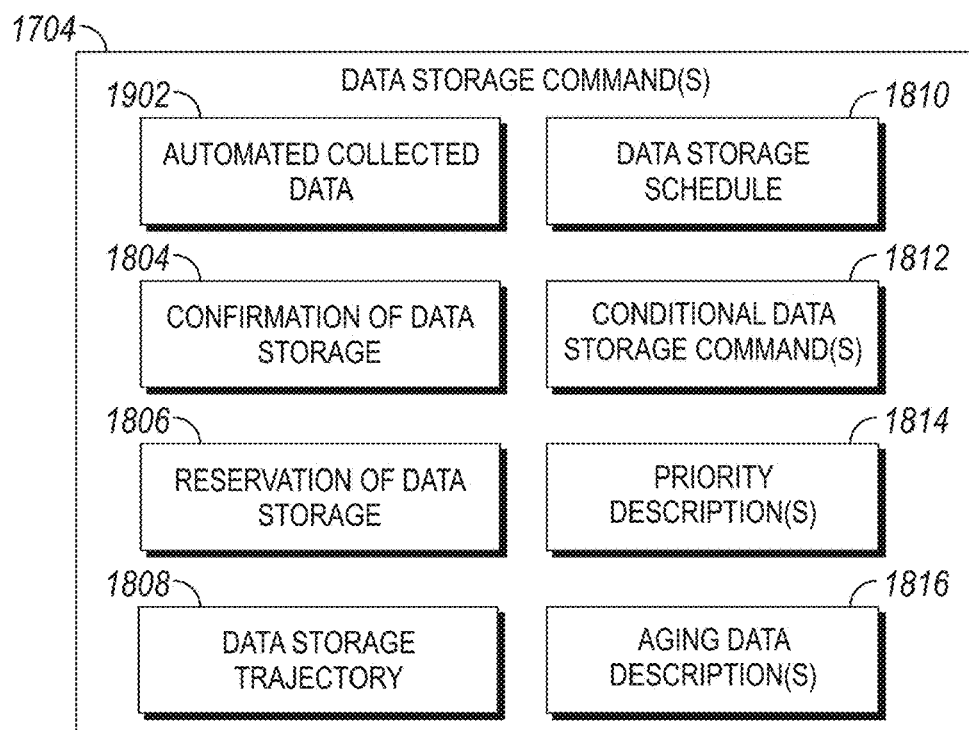 1704
DATA STORAGE COMMAND(S)
1902
AUTOMATED COLLECTED
DATA
1810
DATA STORAGE
SCHEDULE
1804
CONFIRMATION OF DATA
STORAGE
1812
CONDITIONAL DATA
STORAGE COMMAND(S)
1806
RESERVATION OF DATA
STORAGE
1814
PRIORITY
DESCRIPTION(S)
1808
DATA STORAGE
TRAJECTORY
1816
AGING DATA
DESCRIPTION(S)